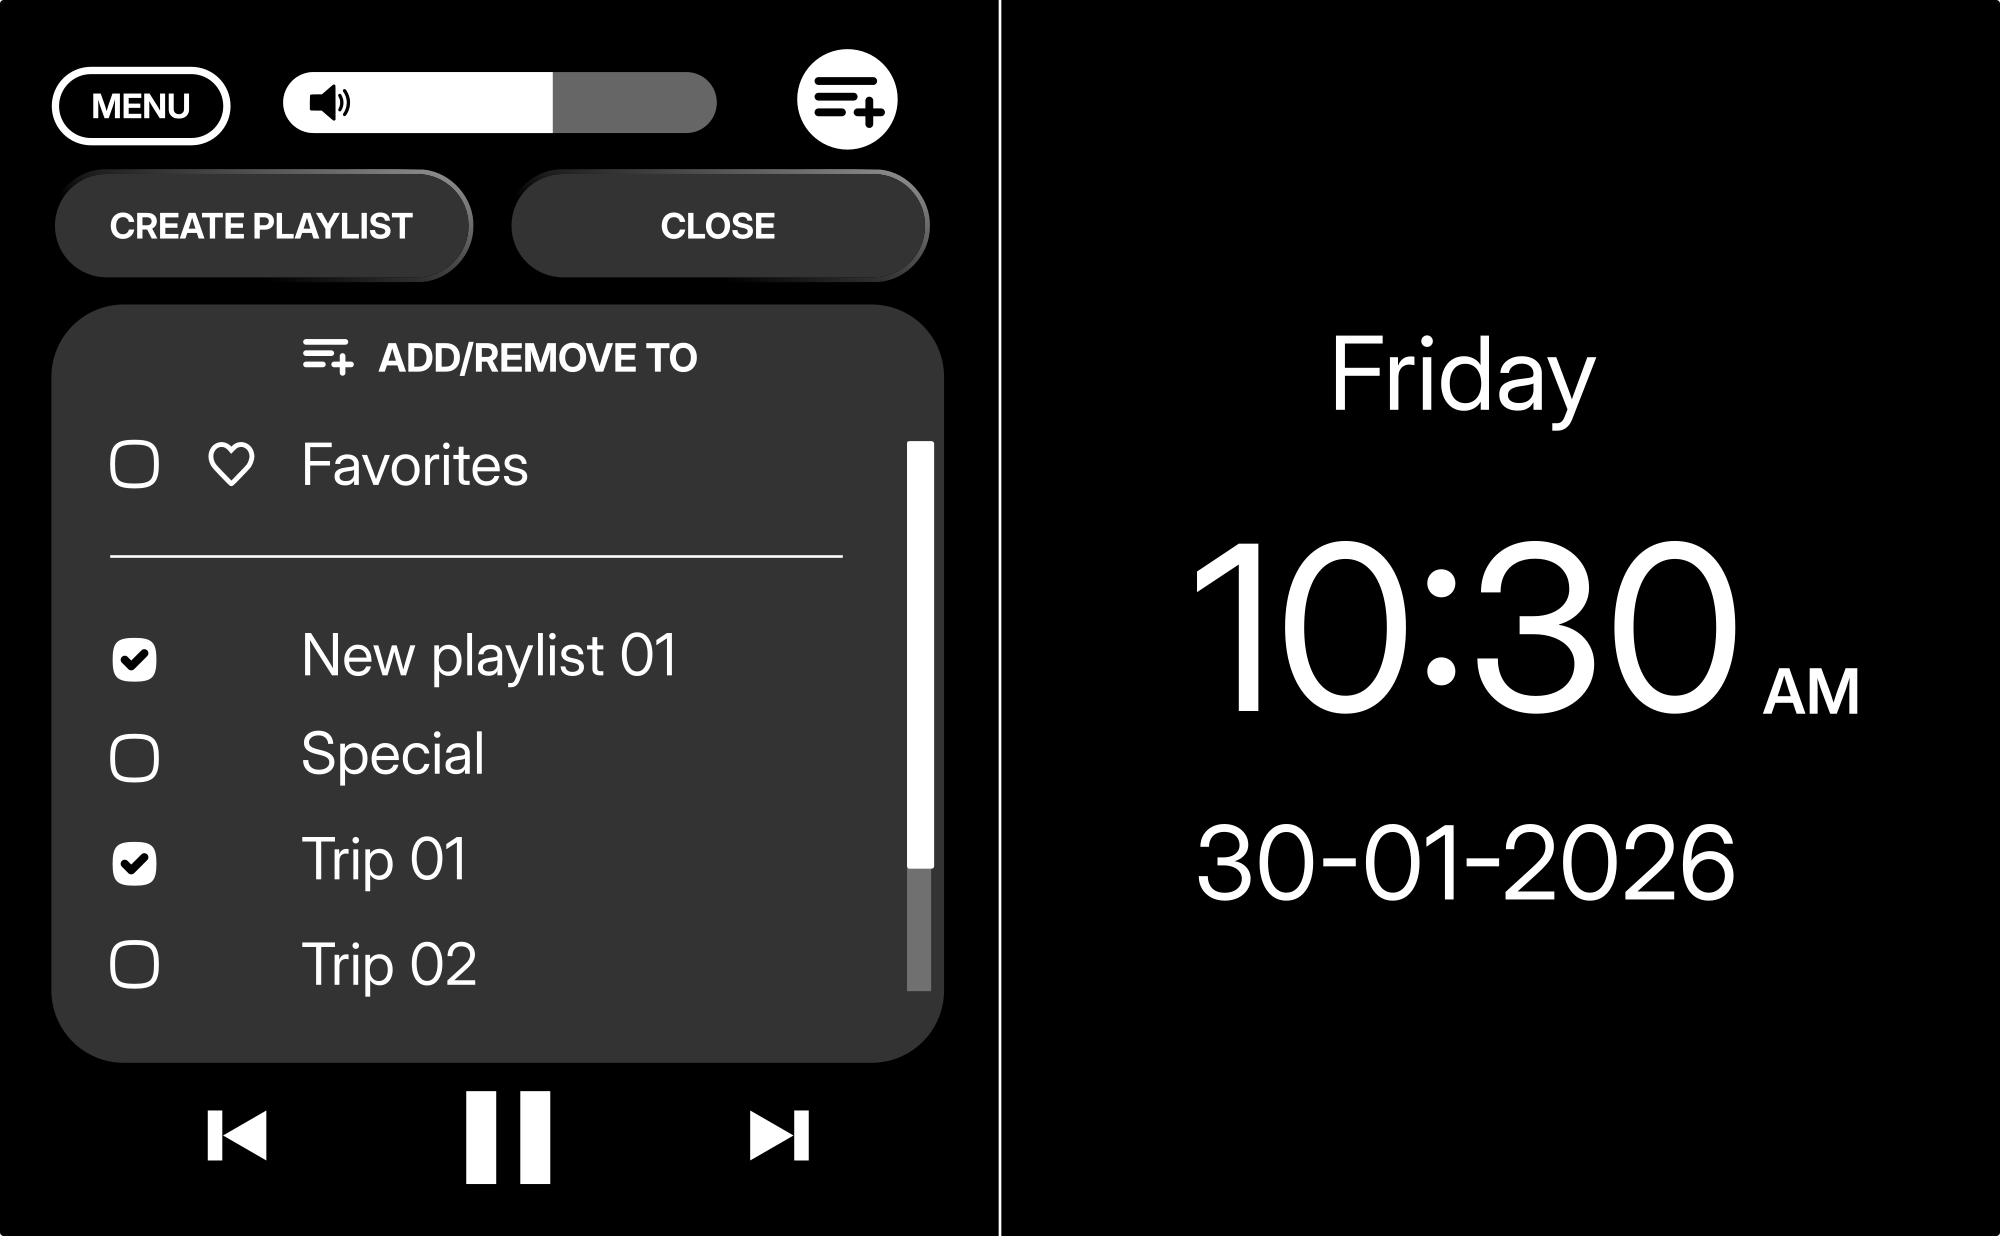 MENU
CREATE PLAYLIST
CLOSE
ADD/REMOVE TO
Favorites
New playlist 01
Special
Trip 01
Trip 02
Friday
10:30 AM
30-01-2026